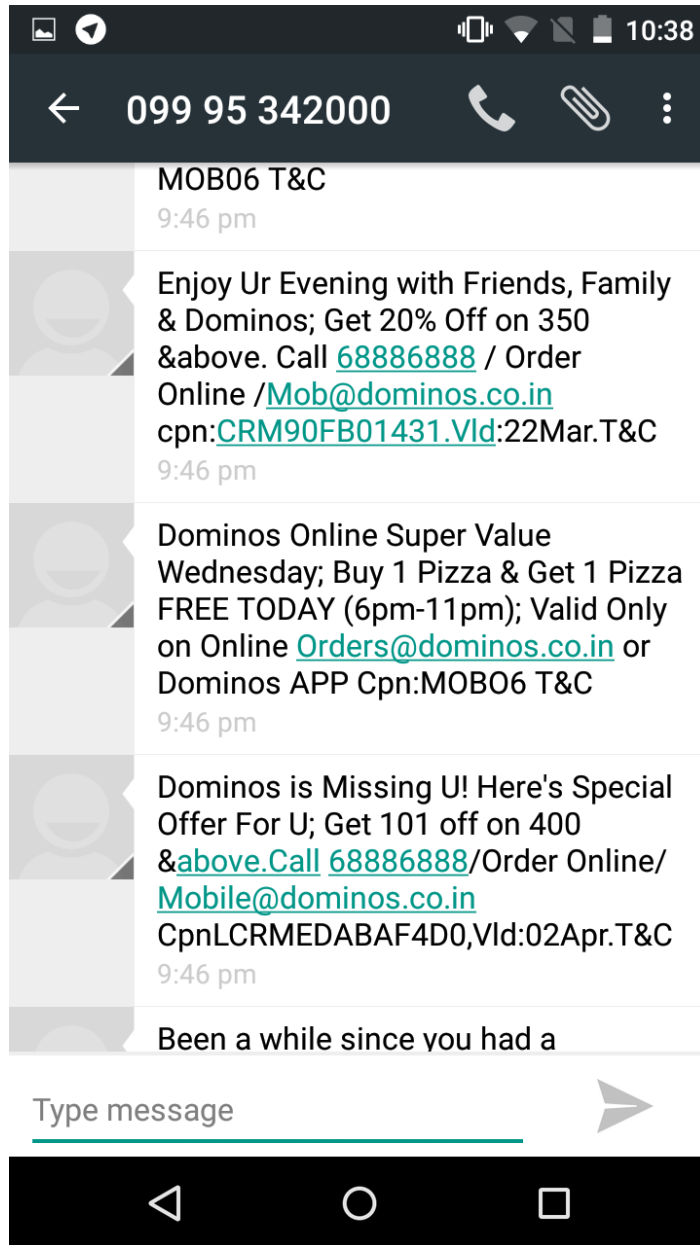 10:38
099 95 342000
MOB06 T&C
9:46 pm
Enjoy Ur Evening with Friends, Family
& Dominos; Get 20% Off on 350
&above. Call 68886888 / Order
Online /Mob@dominos.co.in
cpn:CRM90FB01431.Vld:22Mar.T&C
9:46 pm
Dominos Online Super Value
Wednesday; Buy 1 Pizza & Get 1 Pizza
FREE TODAY (6pm-11pm); Valid Only
on Online Orders@dominos.co.in or
Dominos APP Cpn:MOBO6 T&C
9:46 pm
Dominos is Missing U! Here's Special
Offer For U; Get 101 off on 400
&above.Call 68886888/Order Online/
Mobile@dominos.co.in
CpnLCRMEDABAF4D0,Vld:02Apr.T&C
9:46 pm
Been a while since you had a
Type message